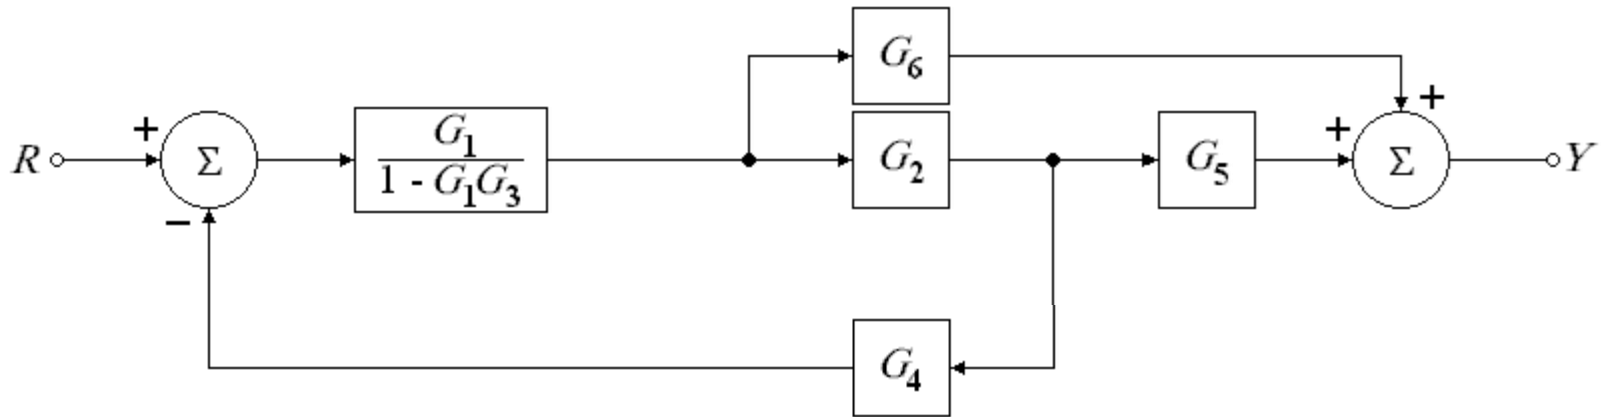 G6
+
+ + G1
R Σ G2 G5 Σ Y
1 - G1G3
−
G4